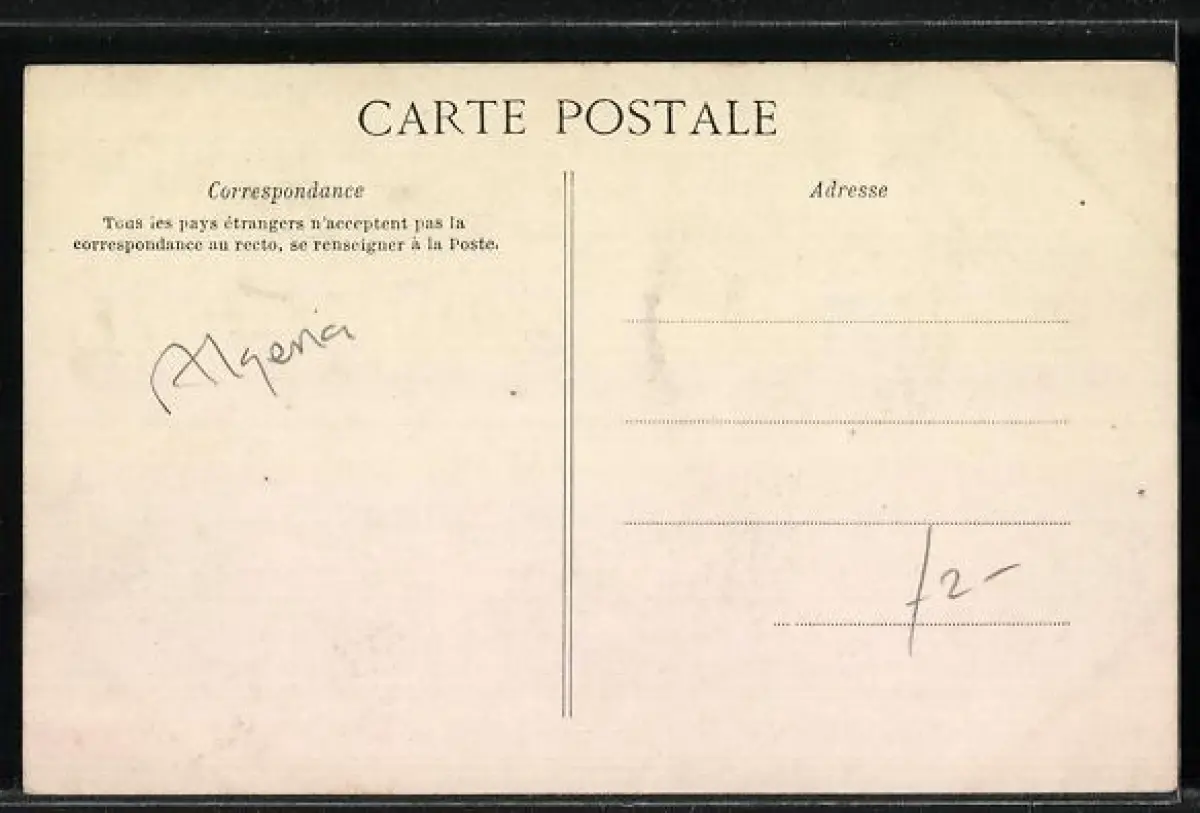 CARTE POSTALE
Correspondance
Tous les pays étrangers n'acceptent pas la
correspondance au recto, se renseigner à la Poste.
Adresse
Algeria
f2-